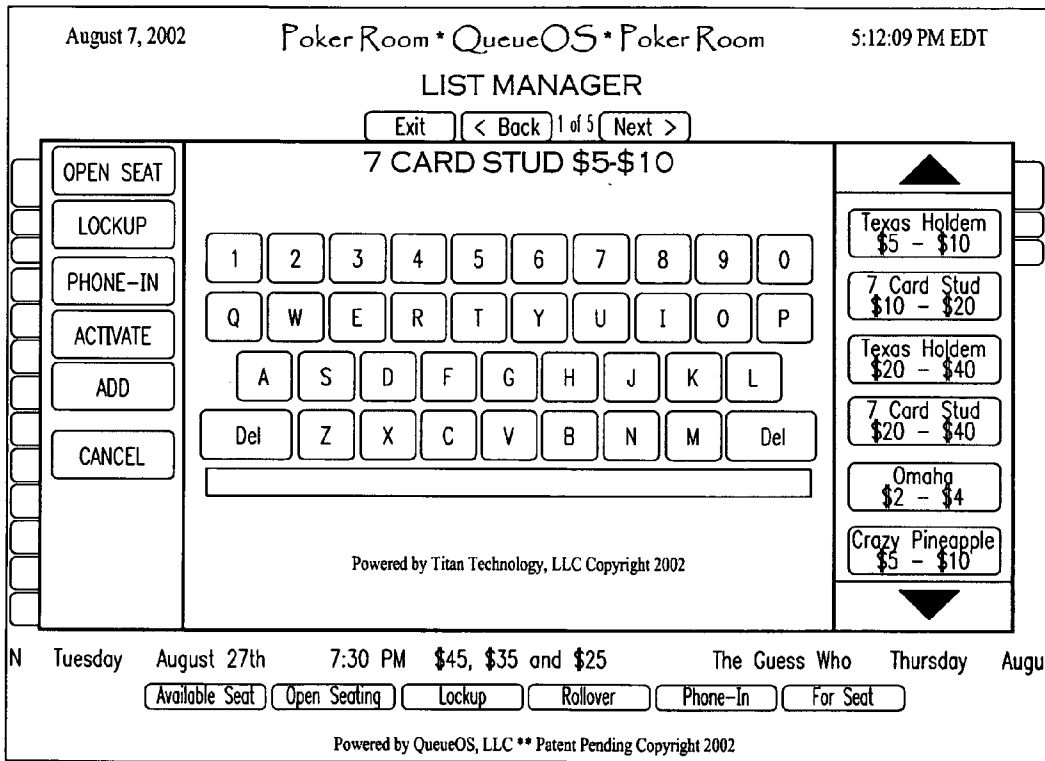 August 7, 2002 Poker Room * QueueOS * Poker Room 5:12:09 PM EDT
LIST MANAGER
Exit < Back 1 of 5 Next >
7 CARD STUD $5-$10
OPEN SEAT
LOCKUP
PHONE-IN
ACTIVATE
ADD
CANCEL
1 2 3 4 5 6 7 8 9 0
Q W E R T Y U I O P
A S D F G H J K L
Del Z X C V B N M Del
Powered by Titan Technology, LLC Copyright 2002
Texas Holdem
$5 - $10
7 Card Stud
$10 - $20
Texas Holdem
$20 - $40
7 Card Stud
$20 - $40
Omaha
$2 - $4
Crazy Pineapple
$5 - $10
N Tuesday August 27th 7:30 PM $45, $35 and $25 The Guess Who Thursday Augu
Available Seat Open Seating Lockup Rollover Phone-In For Seat
Powered by QueueOS, LLC ** Patent Pending Copyright 2002